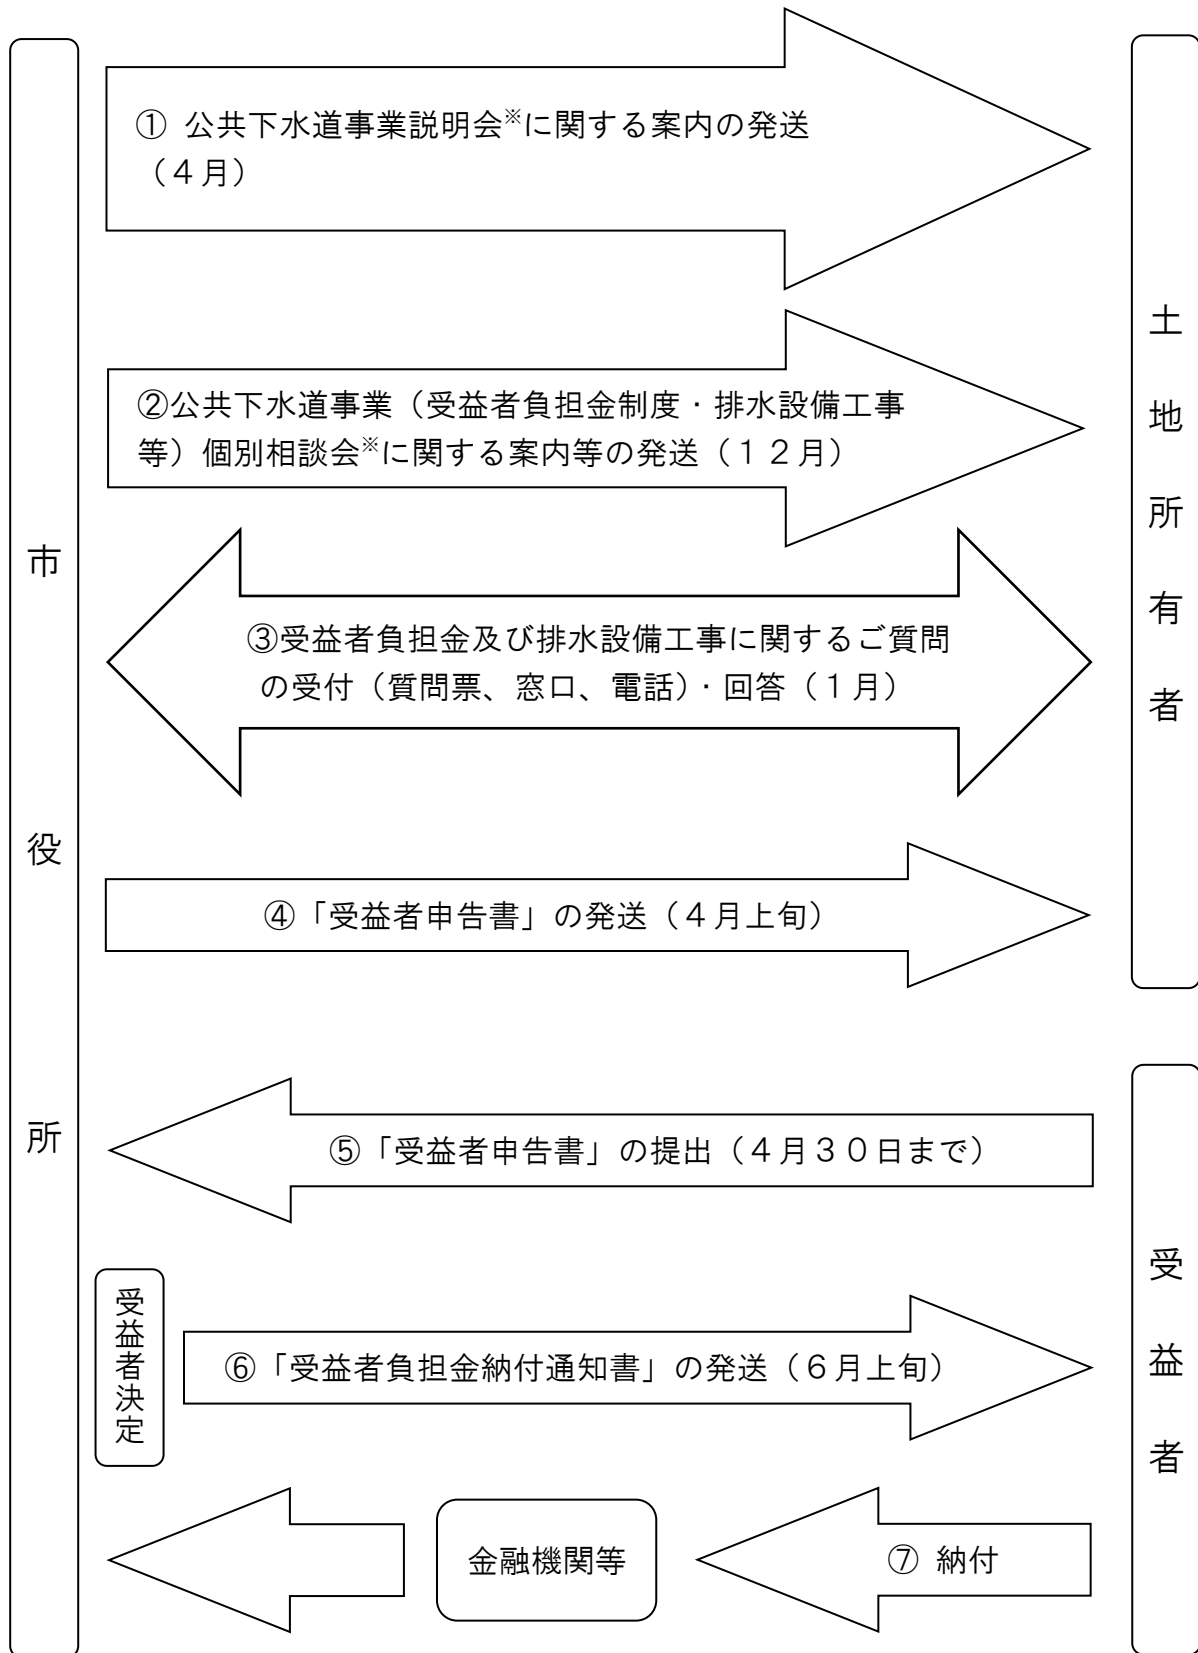 市役所
① 公共下水道事業説明会※に関する案内の発送
（４月）
②公共下水道事業（受益者負担金制度・排水設備工事
等）個別相談会※に関する案内等の発送（１２月）
③受益者負担金及び排水設備工事に関するご質問
の受付（質問票、窓口、電話）・回答（１月）
④「受益者申告書」の発送（４月上旬）
土地所有者
⑤「受益者申告書」の提出（４月３０日まで）
受益者決定
⑥「受益者負担金納付通知書」の発送（６月上旬）
金融機関等
⑦ 納付
受益者